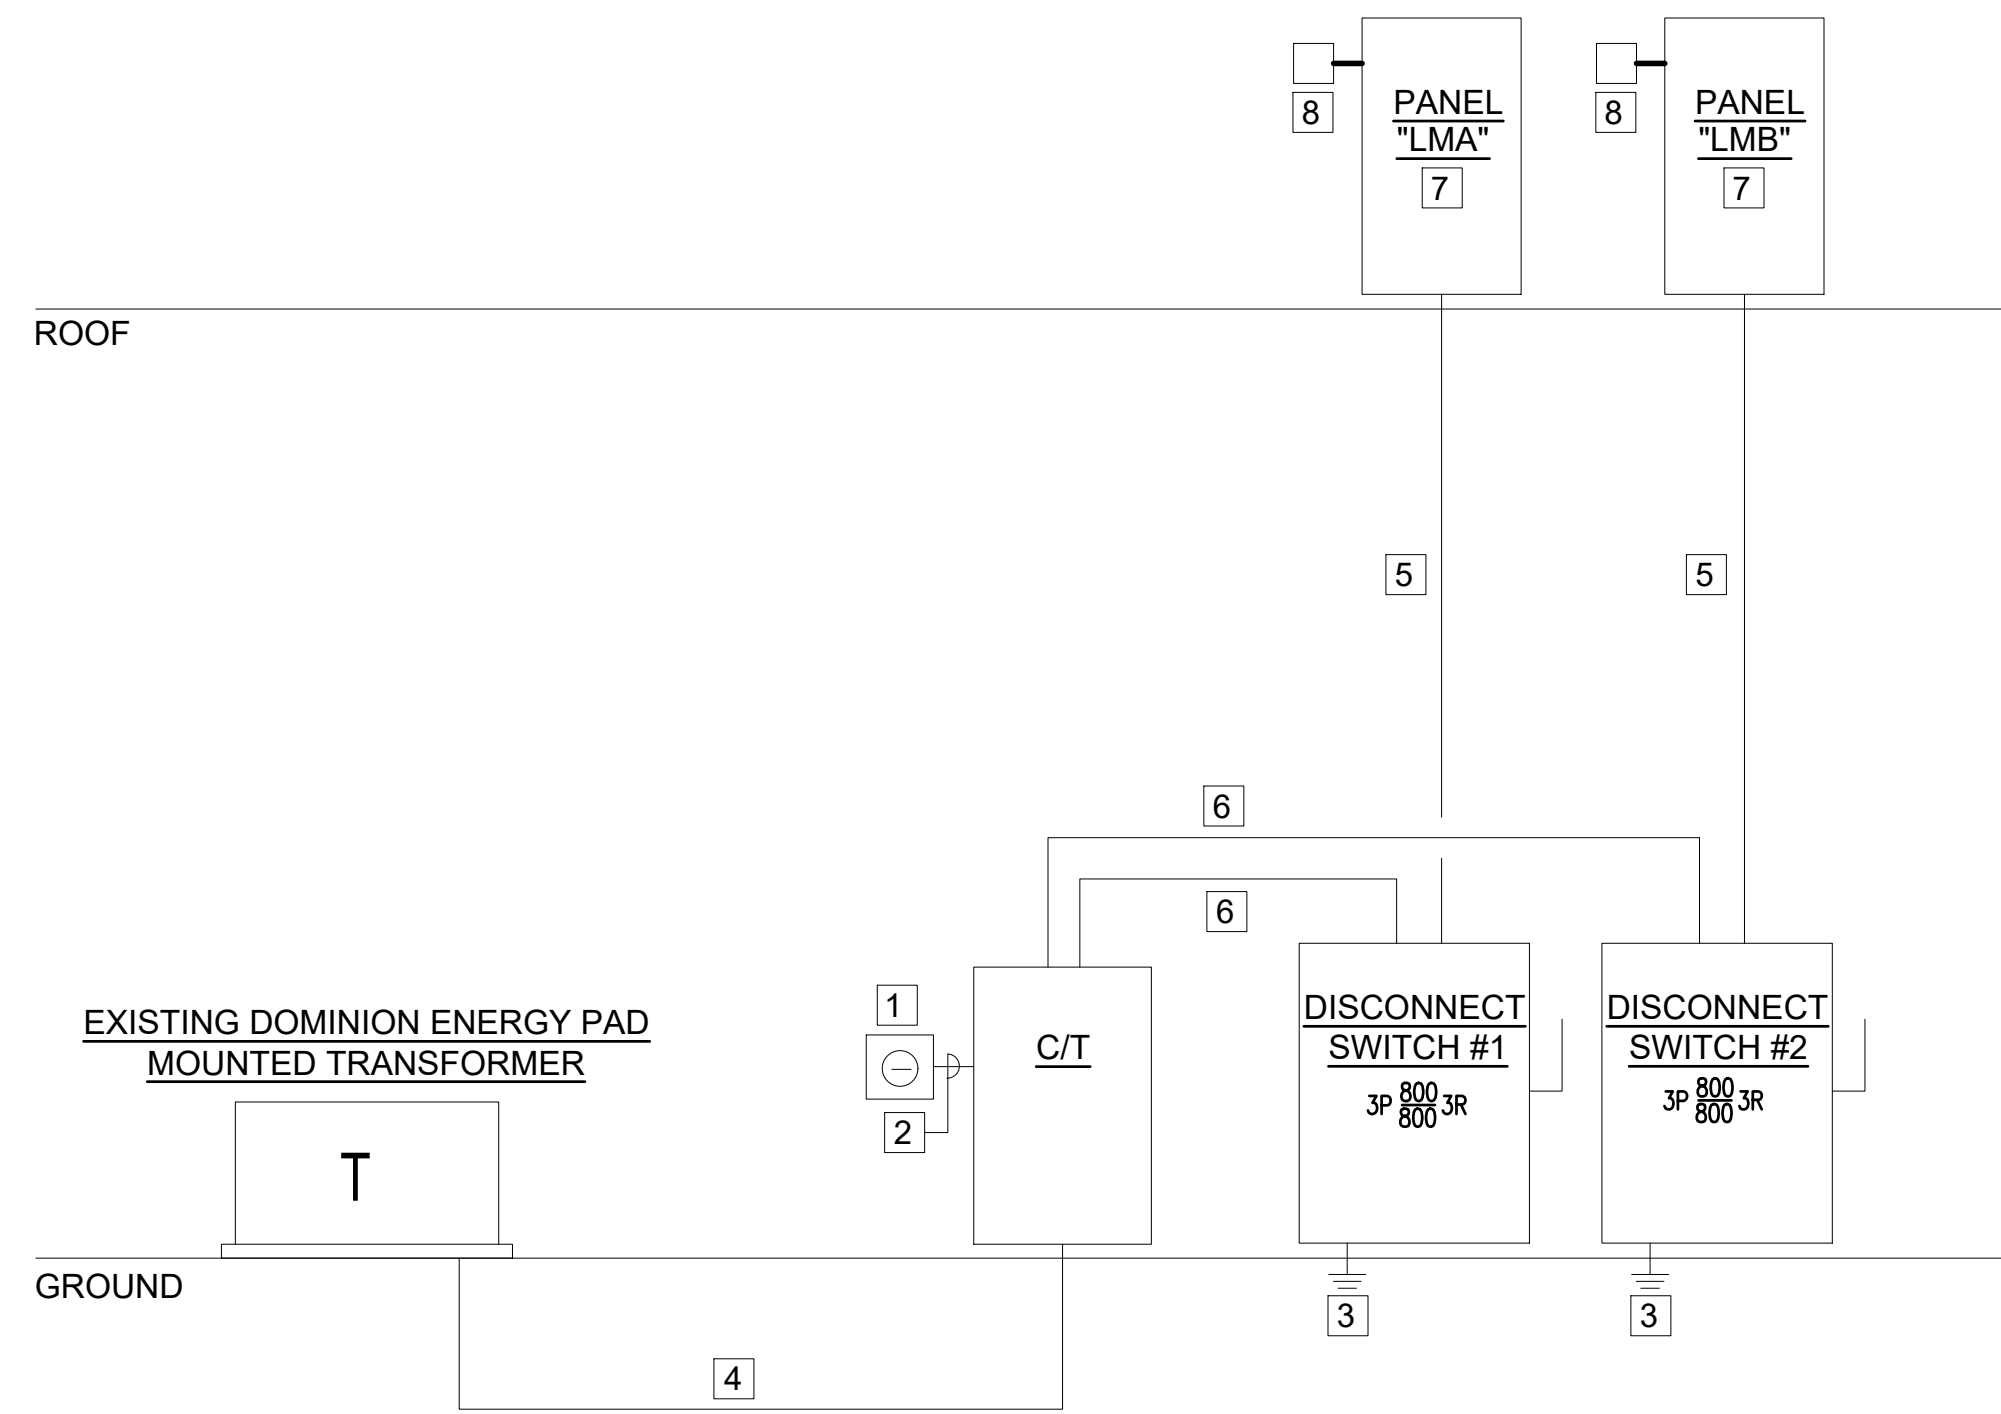 8
PANEL
"LMA"
7
8
PANEL
"LMB"
7
ROOF
5
5
6
6
EXISTING DOMINION ENERGY PAD
MOUNTED TRANSFORMER
T
1
2
C/T
DISCONNECT
SWITCH #1
3P 800/800 3R
DISCONNECT
SWITCH #2
3P 800/800 3R
GROUND
3
3
4